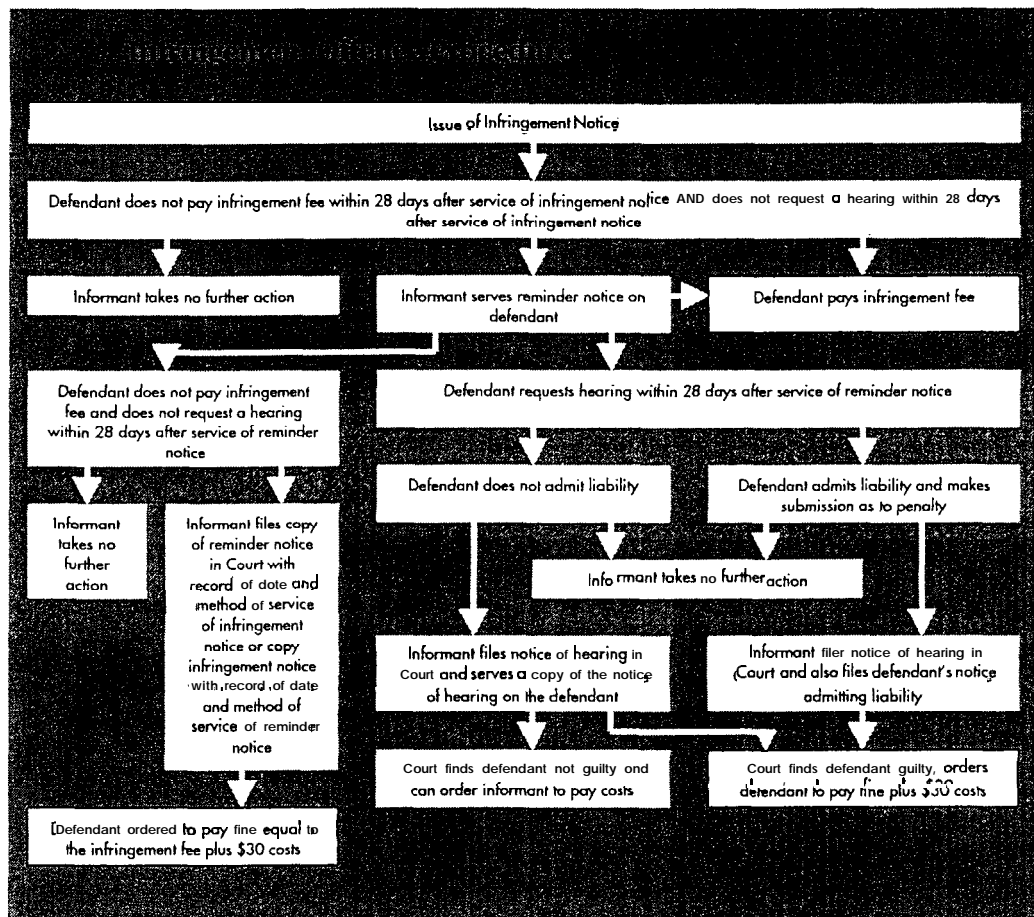 Issue of Infringement Notice
Defendant does not pay infringement fee within 28 days after service of infringement notice AND does not request a hearing within 28 days
after service of infringement notice
Informant takes no further action
Informant serves reminder notice on
defendant
Defendant pays infringement fee
Defendant does not pay infringement
fee and does not request a hearing
within 28 days after service of reminder
notice
Defendant requests hearing within 28 days after service of reminder notice
Defendant does not admit liability
Defendant admits liability and makes
submission as to penalty
Informant
takes no
further
action
Informant files copy
of reminder notice
in Court with
record of date and
method of service
of infringement
notice or copy
infringement notice
with record of date
and method of
service of reminder
notice
Informant takes no further action
Informant files notice of hearing in
Court and serves a copy of the notice
of hearing on the defendant
Informant filer notice of hearing in
Court and also files defendant's notice
admitting liability
Court finds defendant not guilty ond
can order informant to pay costs
Court finds defendant guilty, orders
defendant to pay fine plus $30 costs
Defendant ordered to pay fine equal to
the infringement fee plus $30 costs